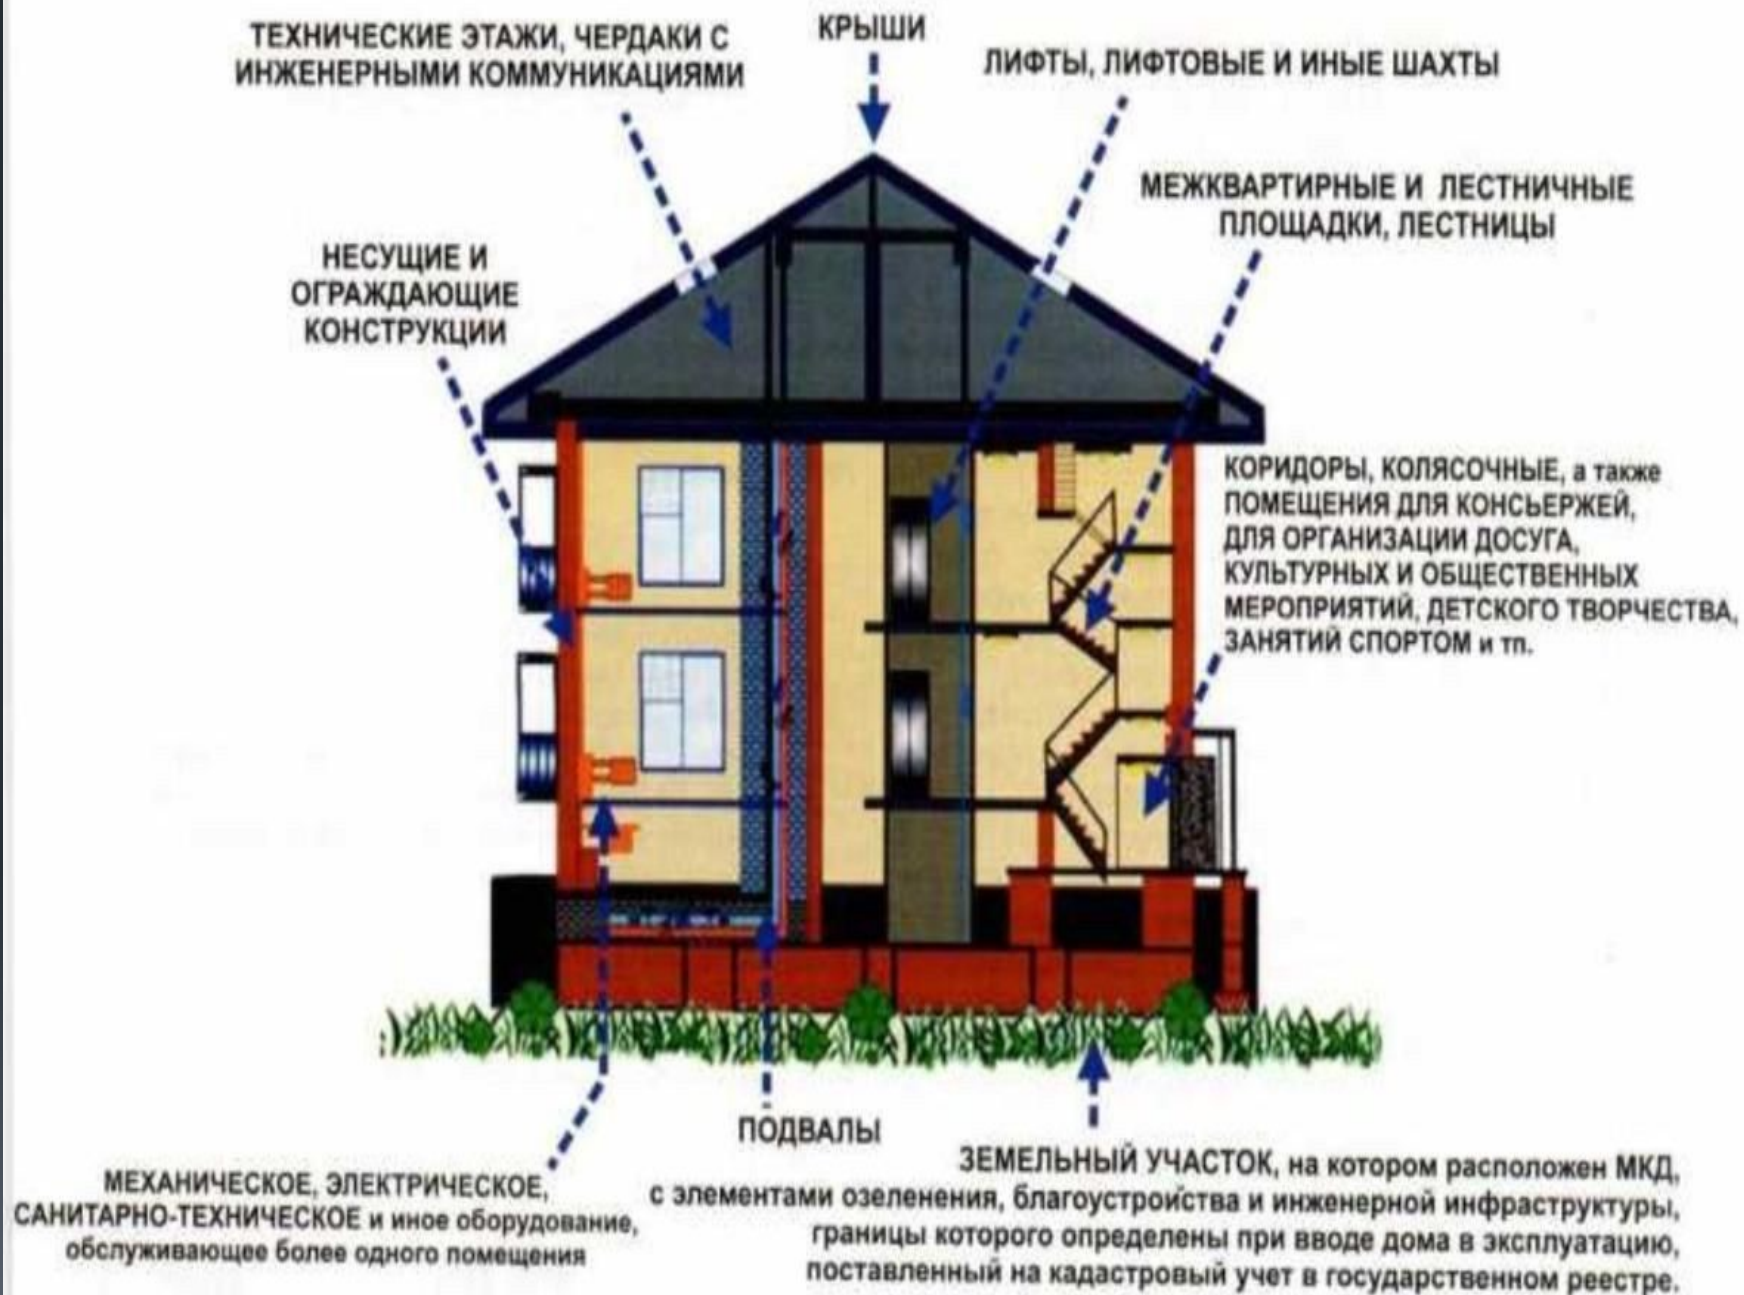 ТЕХНИЧЕСКИЕ ЭТАЖИ, ЧЕРДАКИ С
ИНЖЕНЕРНЫМИ КОММУНИКАЦИЯМИ
КРЫШИ
ЛИФТЫ, ЛИФТОВЫЕ И ИНЫЕ ШАХТЫ
МЕЖКВАРТИРНЫЕ И ЛЕСТНИЧНЫЕ
ПЛОЩАДКИ, ЛЕСТНИЦЫ
НЕСУЩИЕ И
ОГРАЖДАЮЩИЕ
КОНСТРУКЦИИ
КОРИДОРЫ, КОЛЯСОЧНЫЕ, а также
ПОМЕЩЕНИЯ ДЛЯ КОНСЬЕРЖЕЙ,
ДЛЯ ОРГАНИЗАЦИИ ДОСУГА,
КУЛЬТУРНЫХ И ОБЩЕСТВЕННЫХ
МЕРОПРИЯТИЙ, ДЕТСКОГО ТВОРЧЕСТВА,
ЗАНЯТИЙ СПОРТОМ и тп.
ПОДВАЛЫ
МЕХАНИЧЕСКОЕ, ЭЛЕКТРИЧЕСКОЕ,
САНИТАРНО-ТЕХНИЧЕСКОЕ и иное оборудование,
обслуживающее более одного помещения
ЗЕМЕЛЬНЫЙ УЧАСТОК, на котором расположен МКД,
с элементами озеленения, благоустройства и инженерной инфраструктуры,
границы которого определены при вводе дома в эксплуатацию,
поставленный на кадастровый учет в государственном реестре.